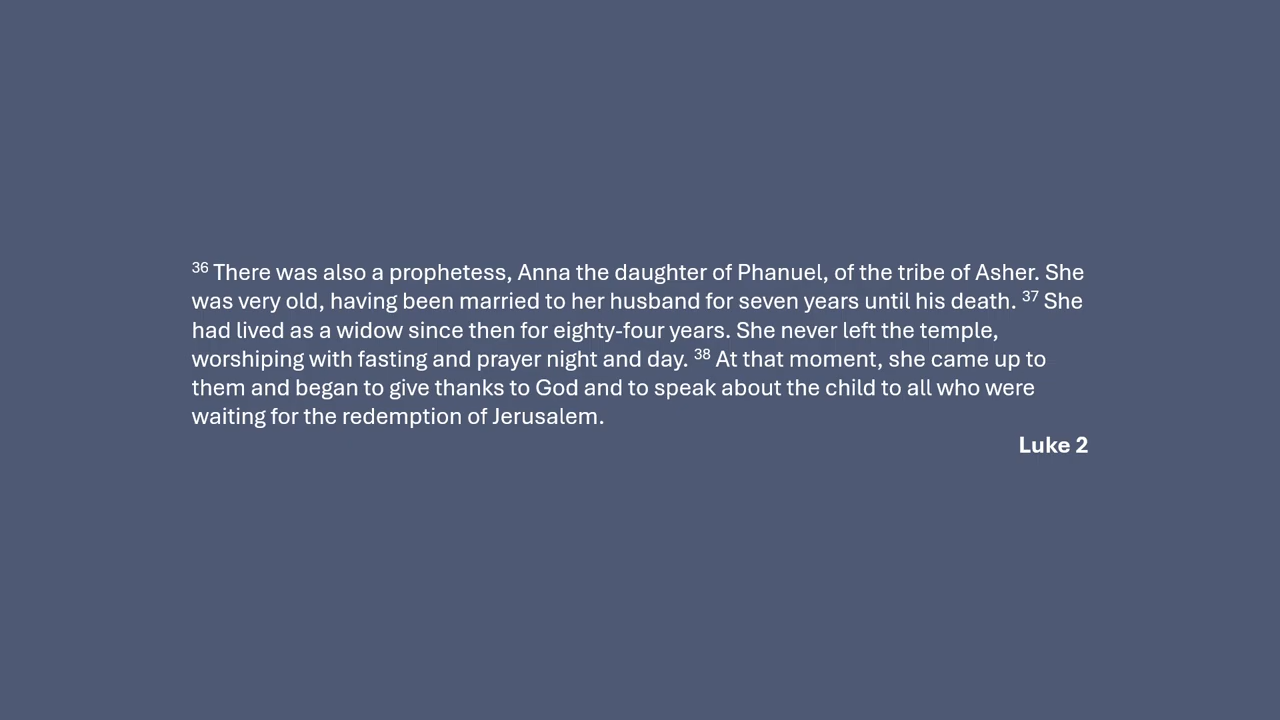 36 There was also a prophetess, Anna the daughter of Phanuel, of the tribe of Asher. She
was very old, having been married to her husband for seven years until his death. 37 She
had lived as a widow since then for eighty-four years. She never left the temple,
worshiping with fasting and prayer night and day. 38 At that moment, she came up to
them and began to give thanks to God and to speak about the child to all who were
waiting for the redemption of Jerusalem.
Luke 2